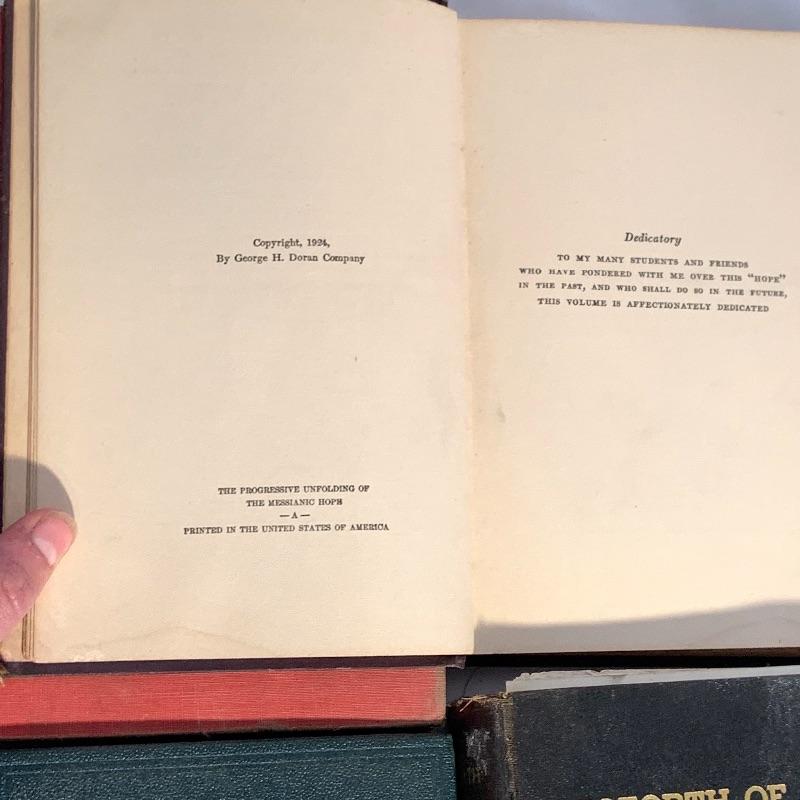 Copyright, 1924,
By George H. Doran Company
THE PROGRESSIVE UNFOLDING OF
THE MESSIANIC HOPE
— A —
PRINTED IN THE UNITED STATES OF AMERICA
Dedicatory
TO MY MANY STUDENTS AND FRIENDS
WHO HAVE PONDERED WITH ME OVER THIS "HOPE"
IN THE PAST, AND WHO SHALL DO SO IN THE FUTURE,
THIS VOLUME IS AFFECTIONATELY DEDICATED
OF